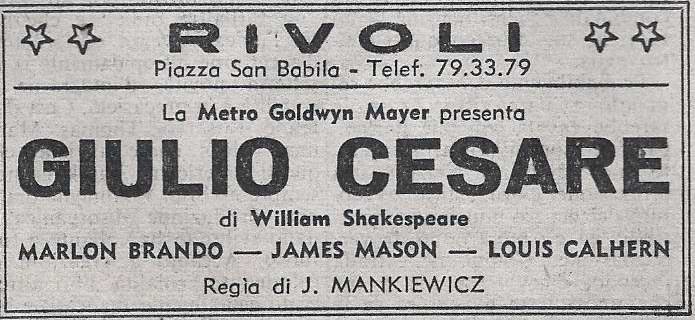 RIVOLI
Piazza San Babila - Telef. 79.33.79
La Metro Goldwyn Mayer presenta
GIULIO CESARE
di William Shakespeare
MARLON BRANDO — JAMES MASON — LOUIS CALHERN
Regia di J. MANKIEWICZ